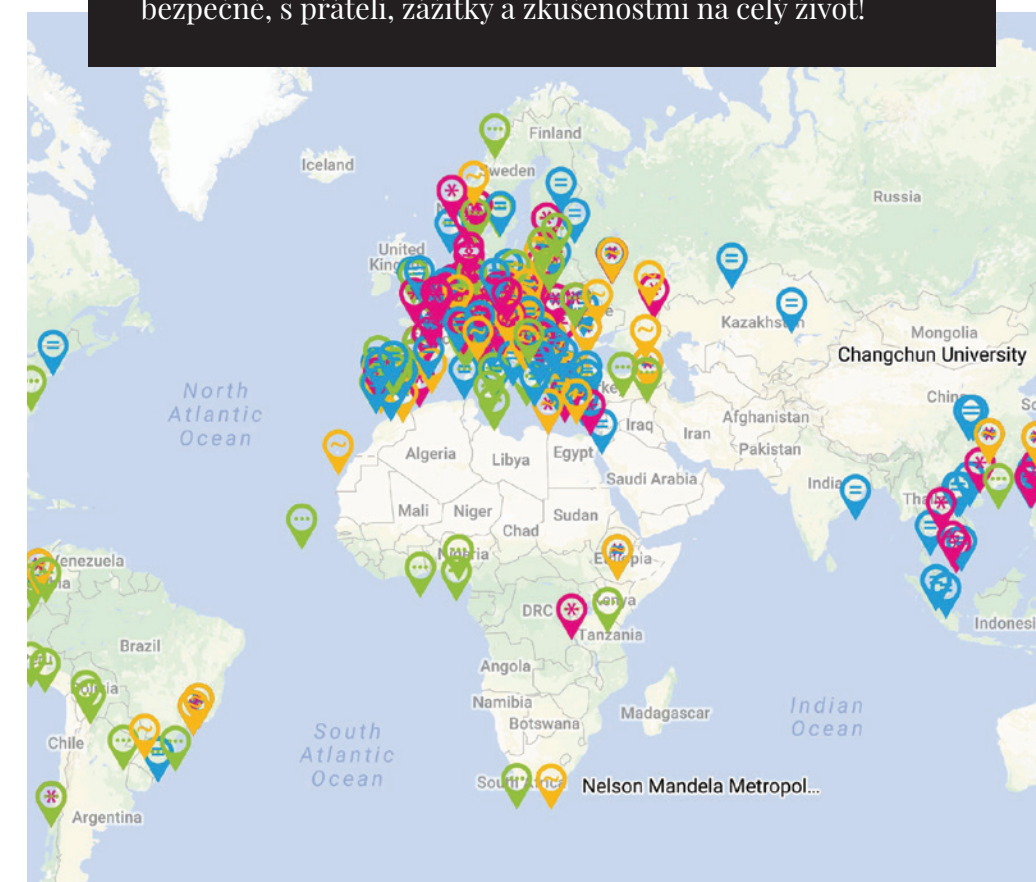 bezpečně, s přáteli, zážitky a zkušenostmi na celý život!
Finland
Iceland
Sweden
Russia
United
Kingdom
Kazakhstan
Mongolia
Changchun University
North
Atlantic
Ocean
China
Afghanistan
Iraq
Iran
Pakistan
Algeria
Libya
Egypt
Saudi Arabia
India
Mali
Niger
Chad
Sudan
Nigeria
Ethiopia
Venezuela
DRC
Kenya
Tanzania
Indonesi
Brazil
Angola
Namibia
Botswana
Madagascar
Indian
Ocean
South
Atlantic
Ocean
Chile
South Africa
Nelson Mandela Metropol...
Argentina